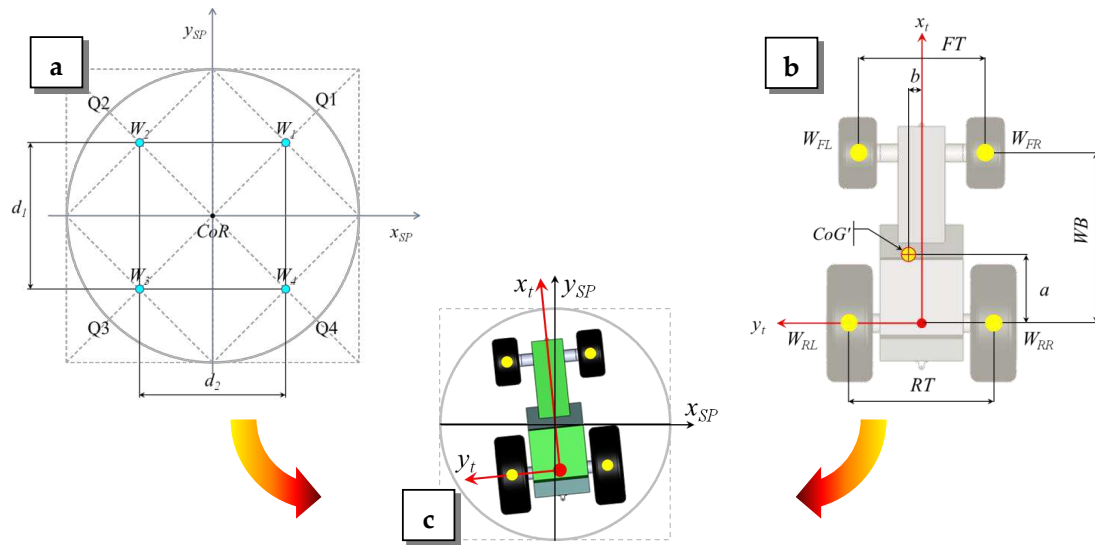 a
y_SP
Q2
Q1
W_2
W_1
d_1
CoR
x_SP
W_3
W_4
Q3
Q4
d_2
b
x_t
FT
b
W_FL
W_FR
CoG'
WB
a
y_t
W_RL
W_RR
RT
c
x_t
y_SP
x_SP
y_t